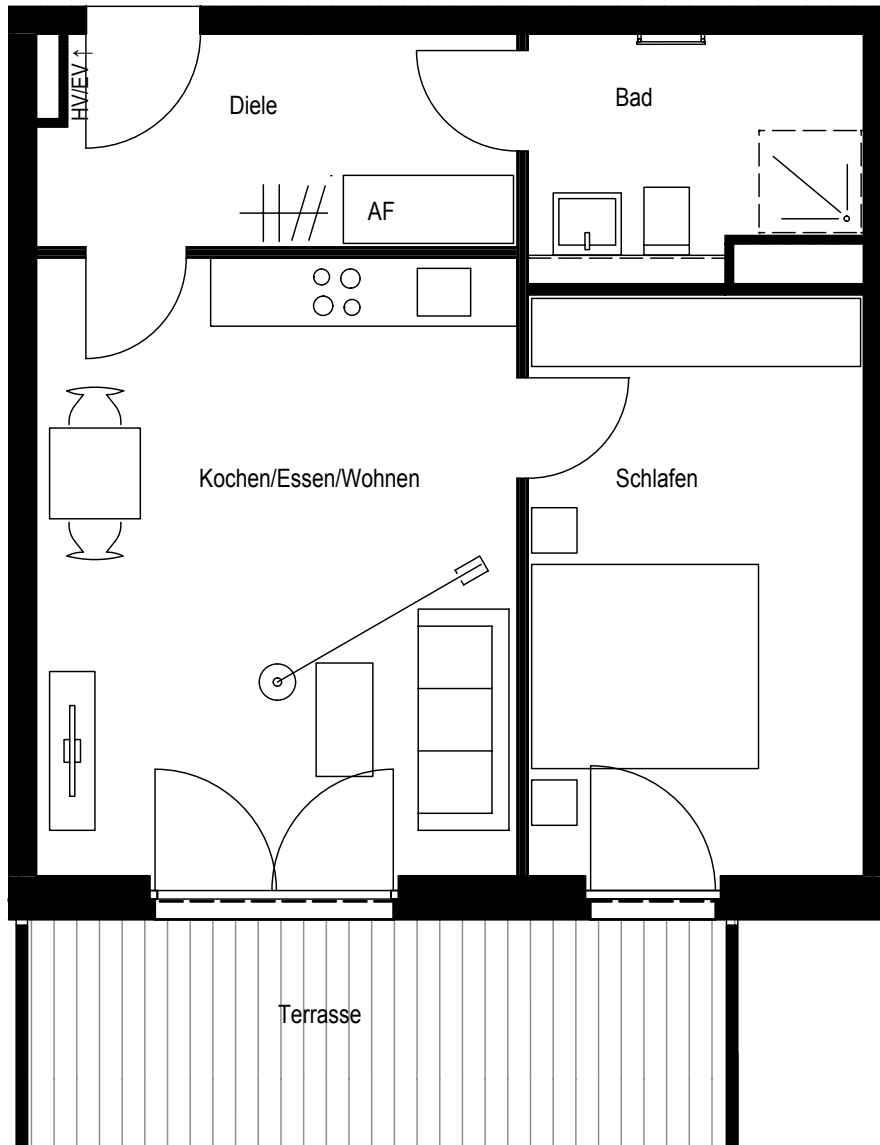 HV/EV ←
Diele
Bad
AF
Kochen/Essen/Wohnen
Schlafen
Terrasse